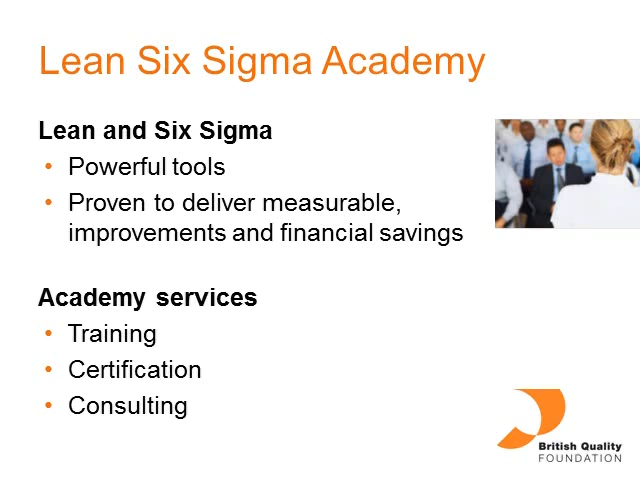 Lean Six Sigma Academy
Lean and Six Sigma
• Powerful tools
• Proven to deliver measurable,
improvements and financial savings
Academy services
• Training
• Certification
• Consulting
British Quality
FOUNDATION